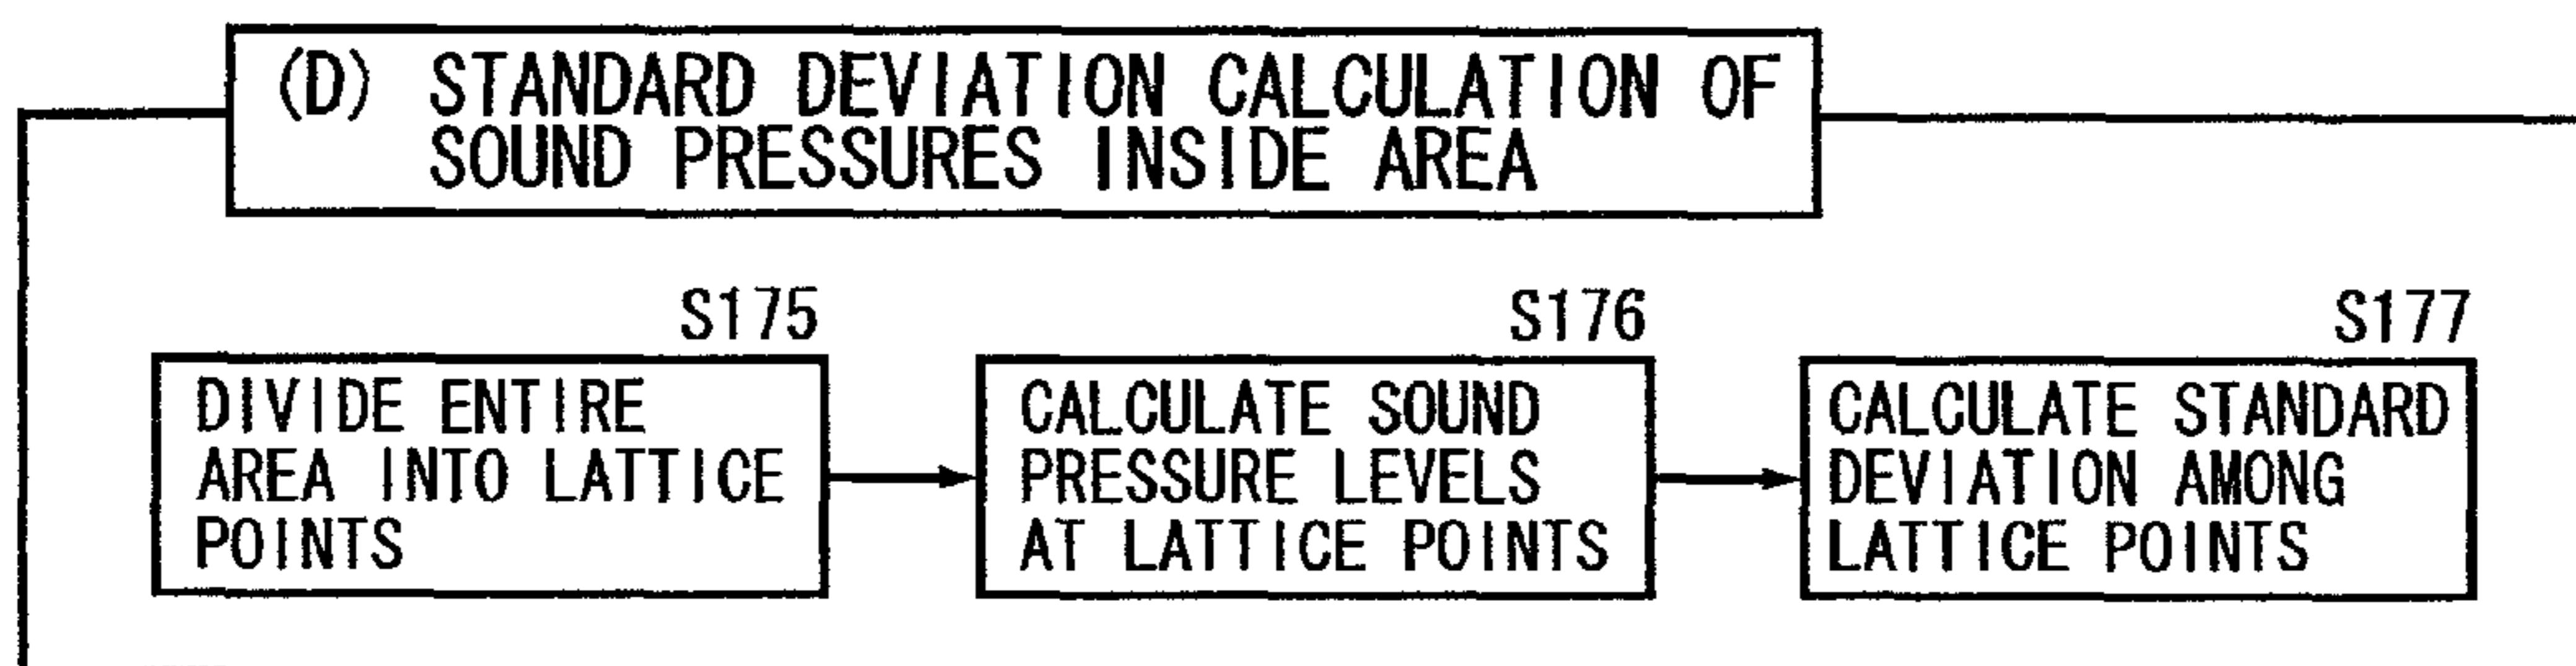 (D) STANDARD DEVIATION CALCULATION OF
SOUND PRESSURES INSIDE AREA
S175
DIVIDE ENTIRE
AREA INTO LATTICE
POINTS
S176
CALCULATE SOUND
PRESSURE LEVELS
AT LATTICE POINTS
S177
CALCULATE STANDARD
DEVIATION AMONG
LATTICE POINTS